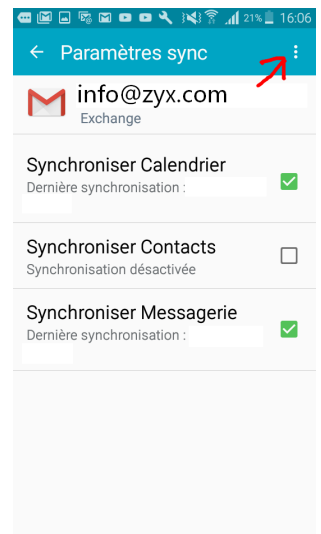 21% 16:06
Paramètres sync
info@zyx.com
Exchange
Synchroniser Calendrier
Dernière synchronisation :
Synchroniser Contacts
Synchronisation désactivée
Synchroniser Messagerie
Dernière synchronisation :